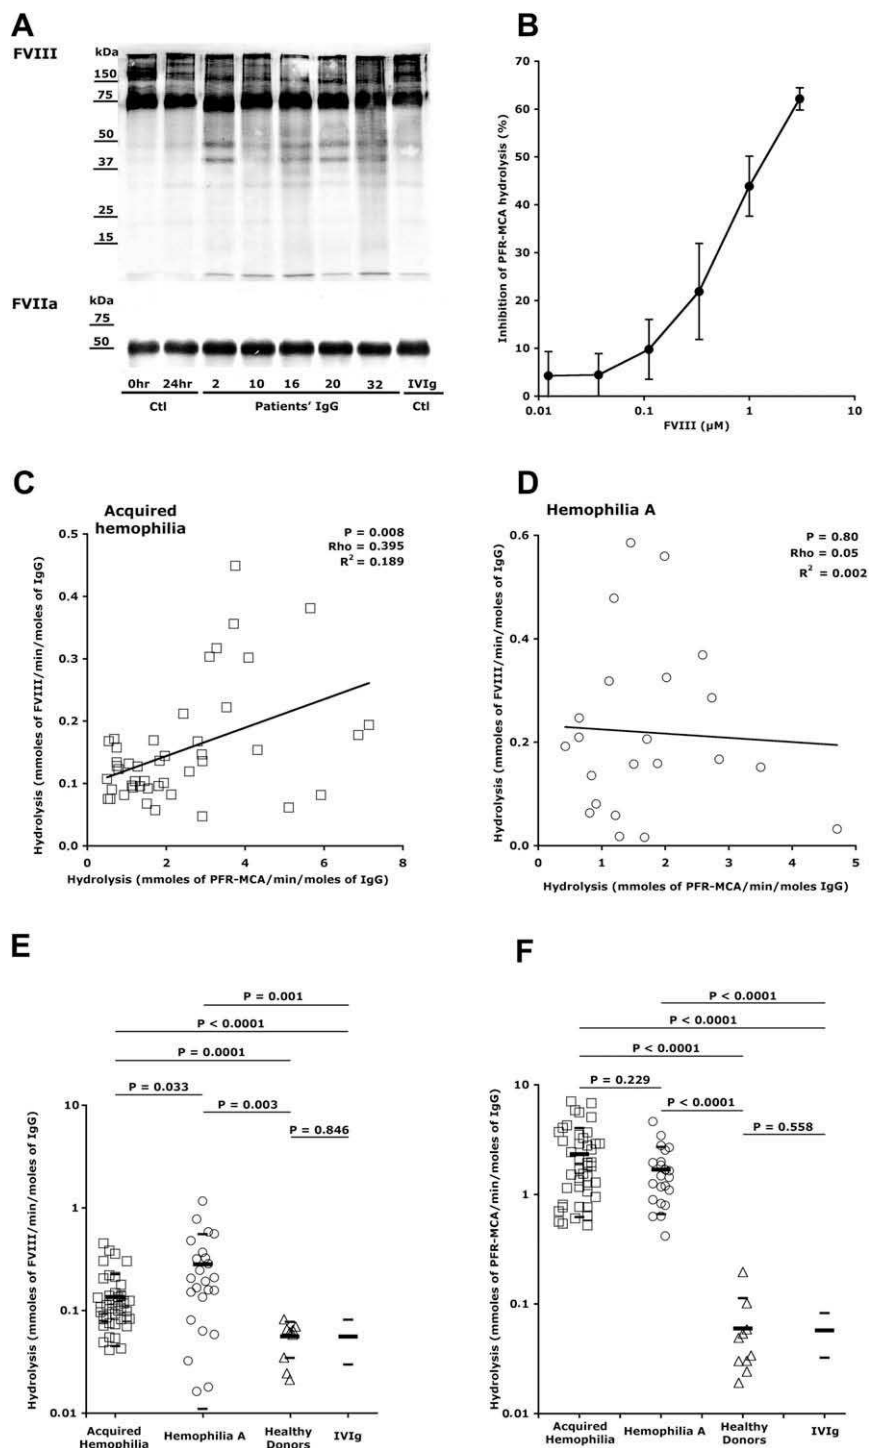 A
FVIII
kDa
150
75
50
37
25
15
FVIIa
kDa
75
50
0hr 24hr 2 10 16 20 32 IVIg
Ctl Patients' IgG Ctl
B
Inhibition of PFR-MCA hydrolysis (%)
70
60
50
40
30
20
10
0
0.01 0.1 1 10
FVIII (µM)
C
Acquired
hemophilia
P = 0.008
Rho = 0.395
R² = 0.189
Hydrolysis (mmoles of FVIII/min/moles of IgG)
0.5
0.4
0.3
0.2
0.1
0.0
0 2 4 6 8
Hydrolysis (mmoles of PFR-MCA/min/moles of IgG)
D
Hemophilia A
P = 0.80
Rho = 0.05
R² = 0.002
Hydrolysis (mmoles of FVIII/min/moles of IgG)
0.6
0.4
0.2
0.0
0 1 2 3 4 5
Hydrolysis (mmoles of PFR-MCA/min/moles IgG)
E
P = 0.001
P < 0.0001
P = 0.0001
P = 0.033
P = 0.003
P = 0.846
Hydrolysis (mmoles of FVIII/min/moles of IgG)
10
1
0.1
0.01
Acquired
Hemophilia
Hemophilia A
Healthy
Donors
IVIg
F
P < 0.0001
P < 0.0001
P < 0.0001
P = 0.229
P < 0.0001
P = 0.558
Hydrolysis (mmoles of PFR-MCA/min/moles of IgG)
10
1
0.1
0.01
Acquired
Hemophilia
Hemophilia A
Healthy
Donors
IVIg